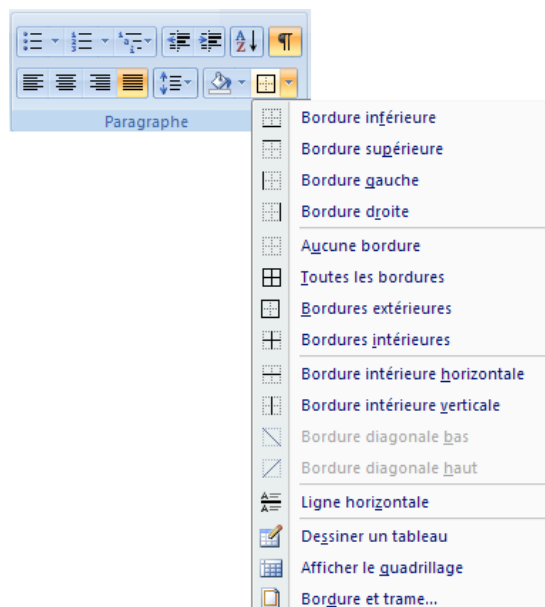 Paragraphe
Bordure inférieure
Bordure supérieure
Bordure gauche
Bordure droite
Aucune bordure
Toutes les bordures
Bordures extérieures
Bordures intérieures
Bordure intérieure horizontale
Bordure intérieure verticale
Bordure diagonale bas
Bordure diagonale haut
Ligne horizontale
Dessiner un tableau
Afficher le quadrillage
Bordure et trame...